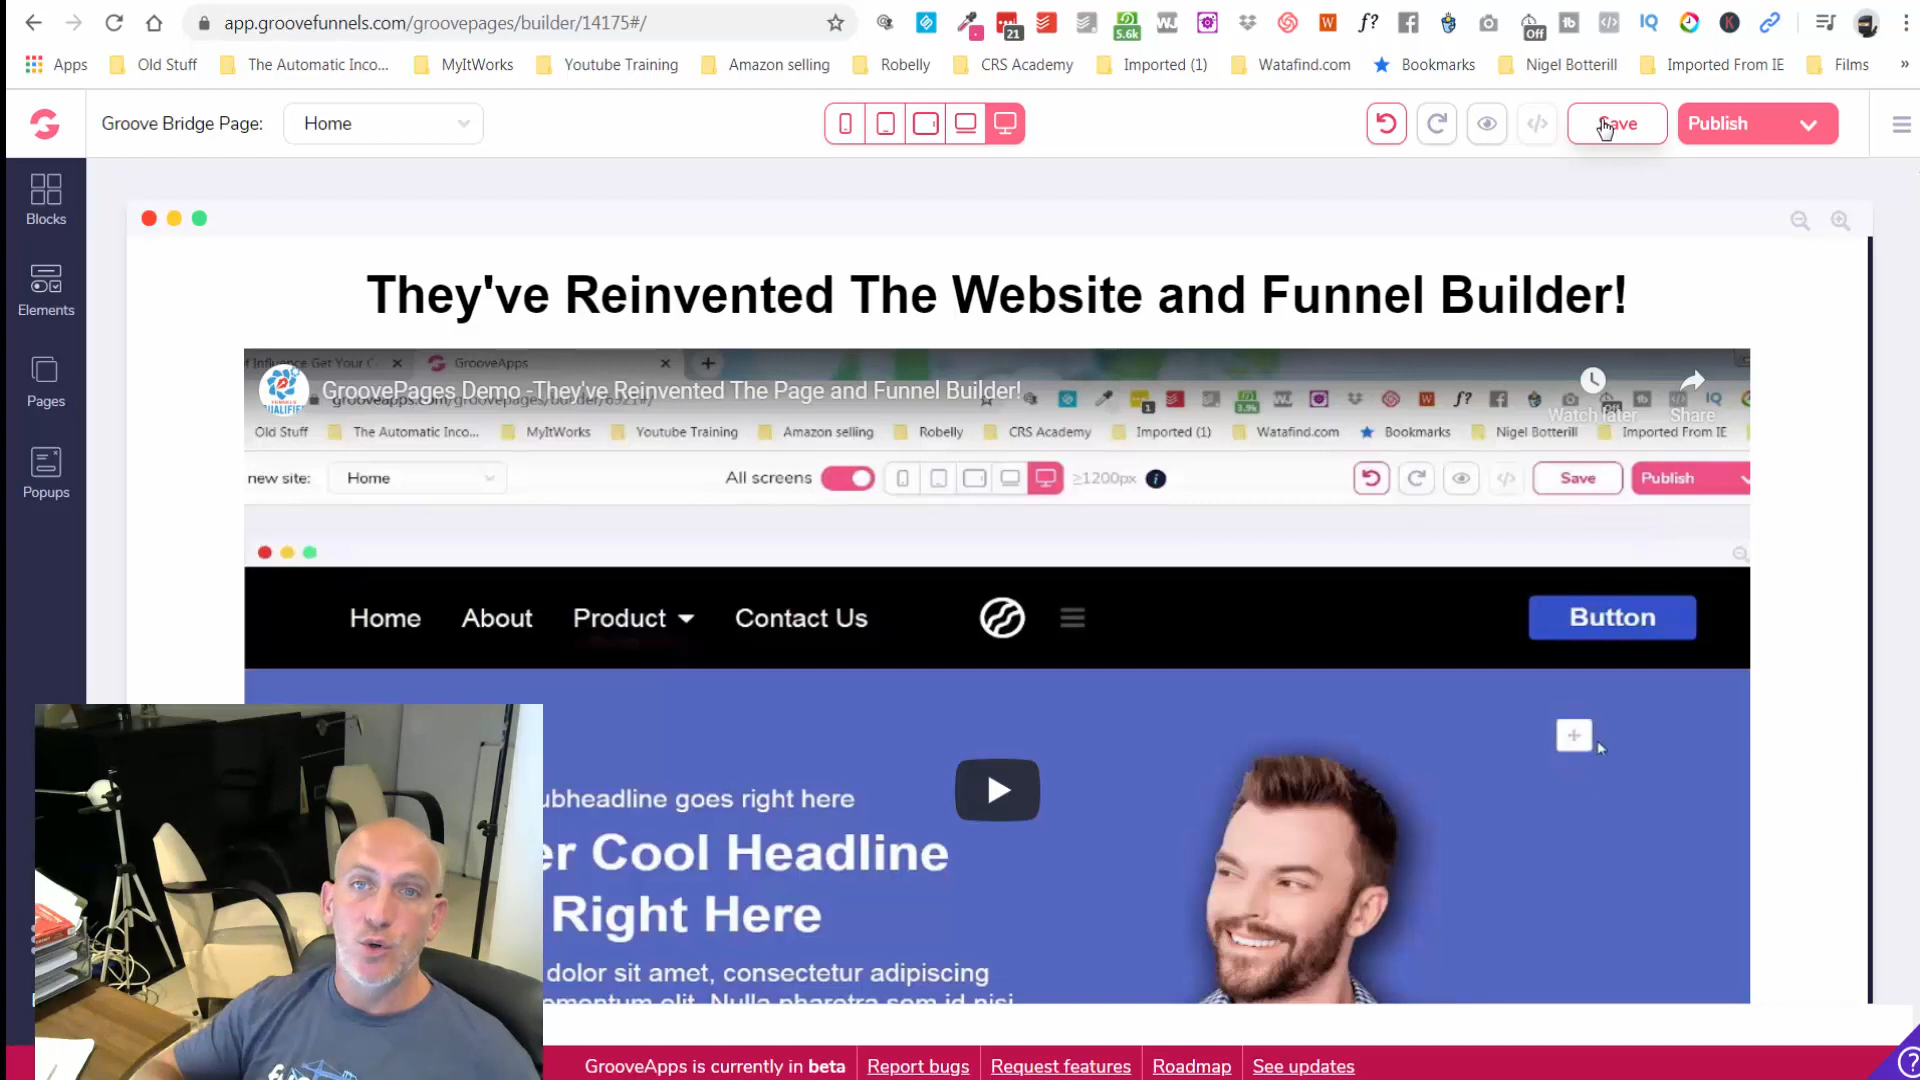 app.groovefunnels.com/groovepages/builder/14175#/
21
5.6k
W
f?
Off
IQ
K
Apps
Old Stuff
The Automatic Inco...
MyItWorks
Youtube Training
Amazon selling
Robelly
CRS Academy
Imported (1)
Watafind.com
Bookmarks
Nigel Botterill
Imported From IE
Films
»
Groove Bridge Page:
Home
Save
Publish
Blocks
Elements
Pages
Popups
They've Reinvented The Website and Funnel Builder!
GrooveApps
GroovePages Demo -They've Reinvented The Page and Funnel Builder!
Watch later
Share
Old Stuff
The Automatic Inco...
MyItWorks
Youtube Training
Amazon selling
Robelly
CRS Academy
Imported (1)
Watafind.com
Bookmarks
Nigel Botterill
Imported From IE
new site:
Home
All screens
≥1200px
Save
Publish
Home
About
Product
Contact Us
Button
ubheadline goes right here
er Cool Headline
Right Here
dolor sit amet, consectetur adipiscing
GrooveApps is currently in beta
Report bugs
Request features
Roadmap
See updates